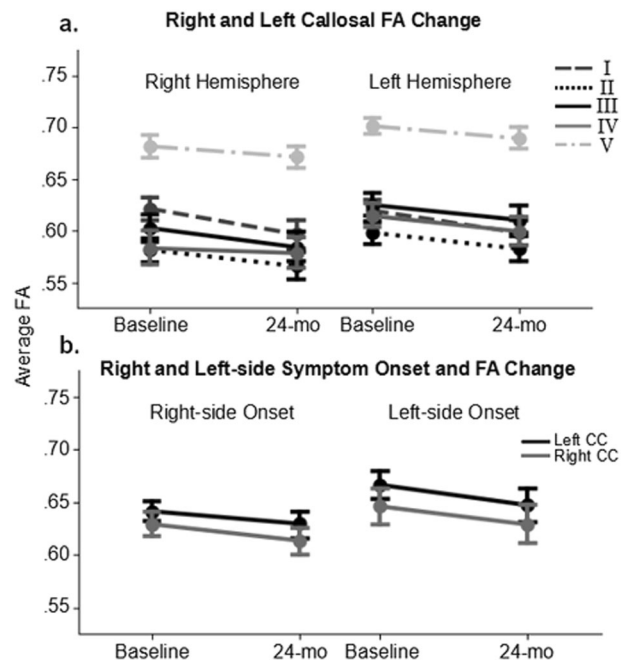 a. Right and Left Callosal FA Change
Right Hemisphere Left Hemisphere
I
II
III
IV
V
.75
.70
.65
.60
.55
Baseline 24-mo Baseline 24-mo
Average FA
b. Right and Left-side Symptom Onset and FA Change
Right-side Onset Left-side Onset
Left CC
Right CC
.75
.70
.65
.60
.55
Baseline 24-mo Baseline 24-mo